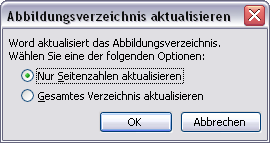 Abbildungsverzeichnis aktualisieren
Word aktualisiert das Abbildungsverzeichnis.
Wählen Sie eine der folgenden Optionen:
Nur Seitenzahlen aktualisieren
Gesamtes Verzeichnis aktualisieren
OK Abbrechen